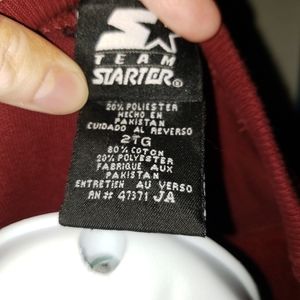 TEAM
STARTER®
20% POLIESTER
HECHO EN
PAKISTAN
CUIDADO AL REVERSO
2TG
80% COTON
20% POLYESTER
FABRIQUE AUX
PAKISTAN
ENTRETIEN AU VERSO
RN# 47371 JA